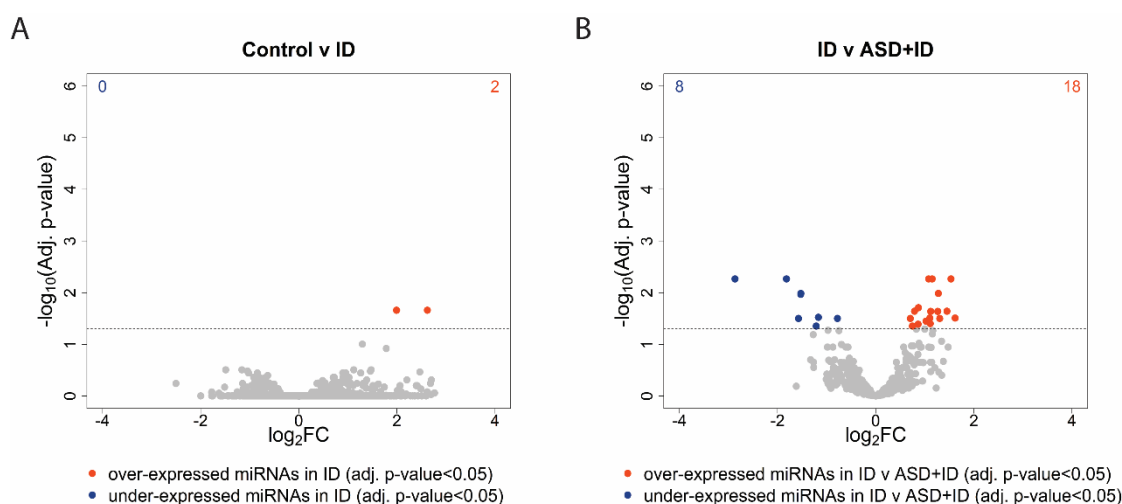 A
Control v ID
0
2
6
5
4
3
2
1
0
-log10(Adj. p-value)
-4
-2
0
2
4
log2FC
over-expressed miRNAs in ID (adj. p-value<0.05)
under-expressed miRNAs in ID (adj. p-value<0.05)
B
ID v ASD+ID
8
18
6
5
4
3
2
1
0
-log10(Adj. p-value)
-4
-2
0
2
4
log2FC
over-expressed miRNAs in ID v ASD+ID (adj. p-value<0.05)
under-expressed miRNAs in ID v ASD+ID (adj. p-value<0.05)